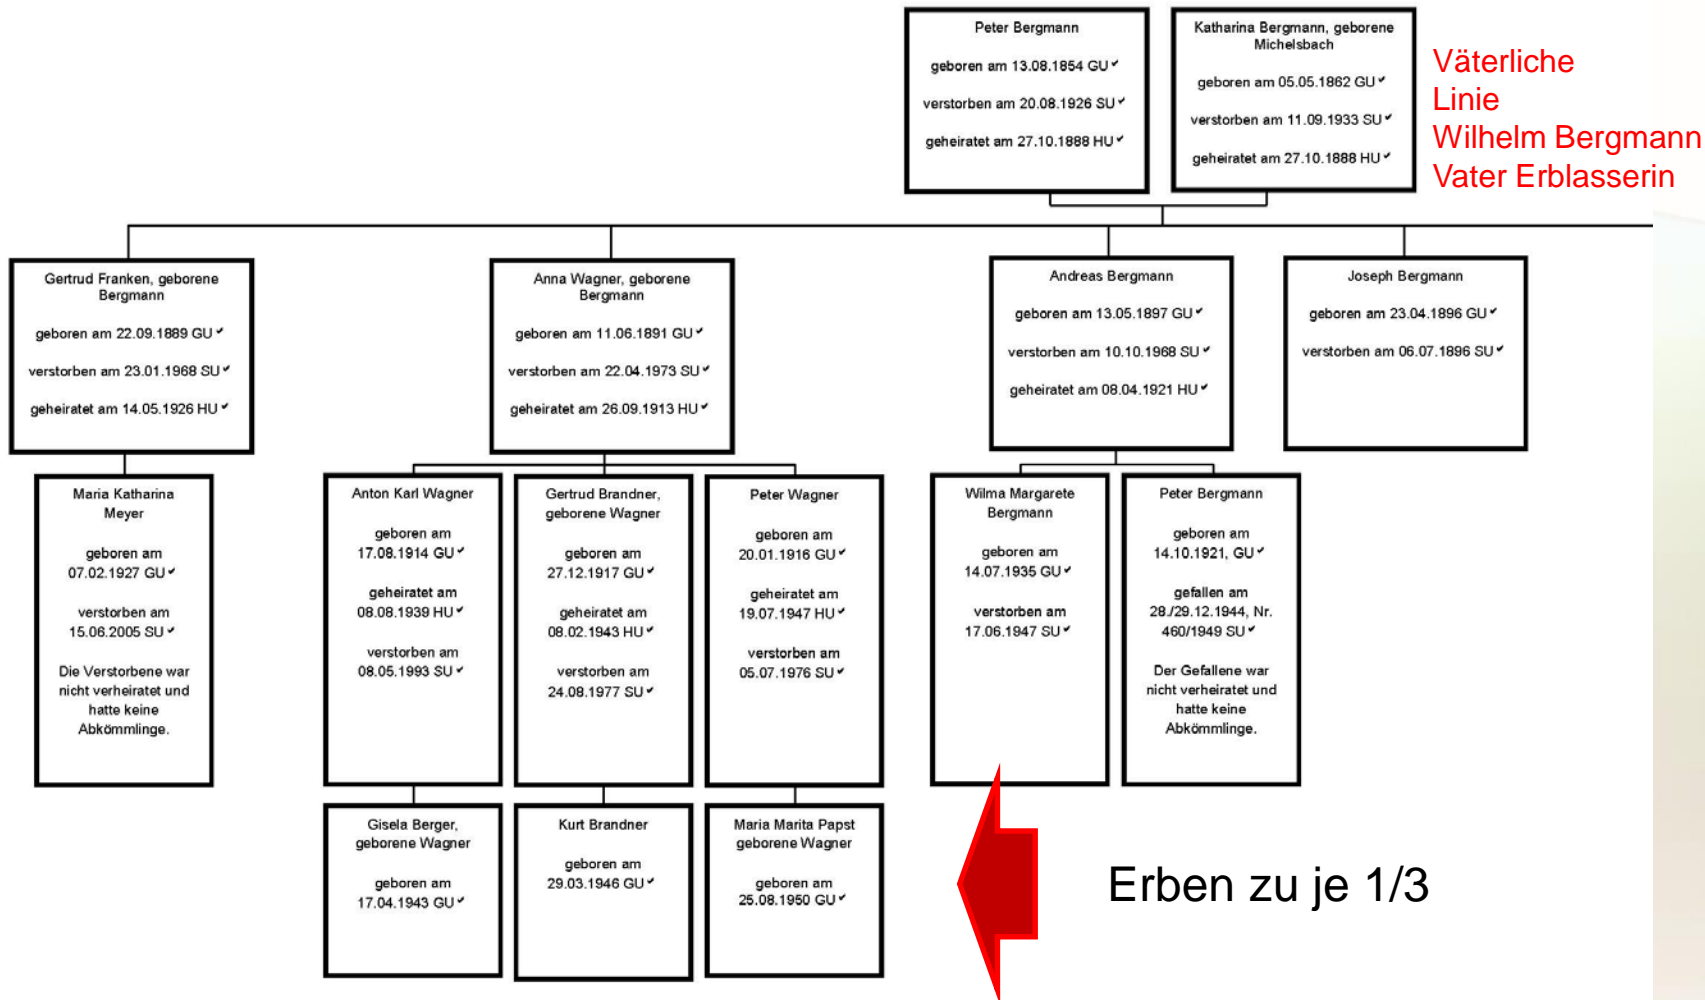 Peter Bergmann
geboren am 13.08.1854 GU ✓
verstorben am 20.08.1926 SU ✓
geheiratet am 27.10.1888 HU ✓
Katharina Bergmann, geborene
Michelsbach
geboren am 05.05.1862 GU ✓
verstorben am 11.09.1933 SU ✓
geheiratet am 27.10.1888 HU ✓
Väterliche
Linie
Wilhelm Bergmann
Vater Erblasserin
Gertrud Franken, geborene
Bergmann
geboren am 22.09.1889 GU ✓
verstorben am 23.01.1968 SU ✓
geheiratet am 14.05.1926 HU ✓
Anna Wagner, geborene
Bergmann
geboren am 11.06.1891 GU ✓
verstorben am 22.04.1973 SU ✓
geheiratet am 26.09.1913 HU ✓
Andreas Bergmann
geboren am 13.05.1897 GU ✓
verstorben am 10.10.1968 SU ✓
geheiratet am 08.04.1921 HU ✓
Joseph Bergmann
geboren am 23.04.1896 GU ✓
verstorben am 06.07.1896 SU ✓
Maria Katharina
Meyer
geboren am
07.02.1927 GU ✓
verstorben am
15.06.2005 SU ✓
Die Verstorbene war
nicht verheiratet und
hatte keine
Abkömmlinge.
Anton Karl Wagner
geboren am
17.08.1914 GU ✓
geheiratet am
08.08.1939 HU ✓
verstorben am
08.05.1993 SU ✓
Gertrud Brandner,
geborene Wagner
geboren am
27.12.1917 GU ✓
geheiratet am
08.02.1943 HU ✓
verstorben am
24.08.1977 SU ✓
Peter Wagner
geboren am
20.01.1916 GU ✓
geheiratet am
19.07.1947 HU ✓
verstorben am
05.07.1976 SU ✓
Wilma Margarete
Bergmann
geboren am
14.07.1935 GU ✓
verstorben am
17.06.1947 SU ✓
Peter Bergmann
geboren am
14.10.1921, GU ✓
gefallen am
28./29.12.1944, Nr.
460/1949 SU ✓
Der Gefallene war
nicht verheiratet und
hatte keine
Abkömmlinge.
Gisela Berger,
geborene Wagner
geboren am
17.04.1943 GU ✓
Kurt Brandner
geboren am
29.03.1946 GU ✓
Maria Marita Papst
geborene Wagner
geboren am
25.08.1950 GU ✓
Erben zu je 1/3